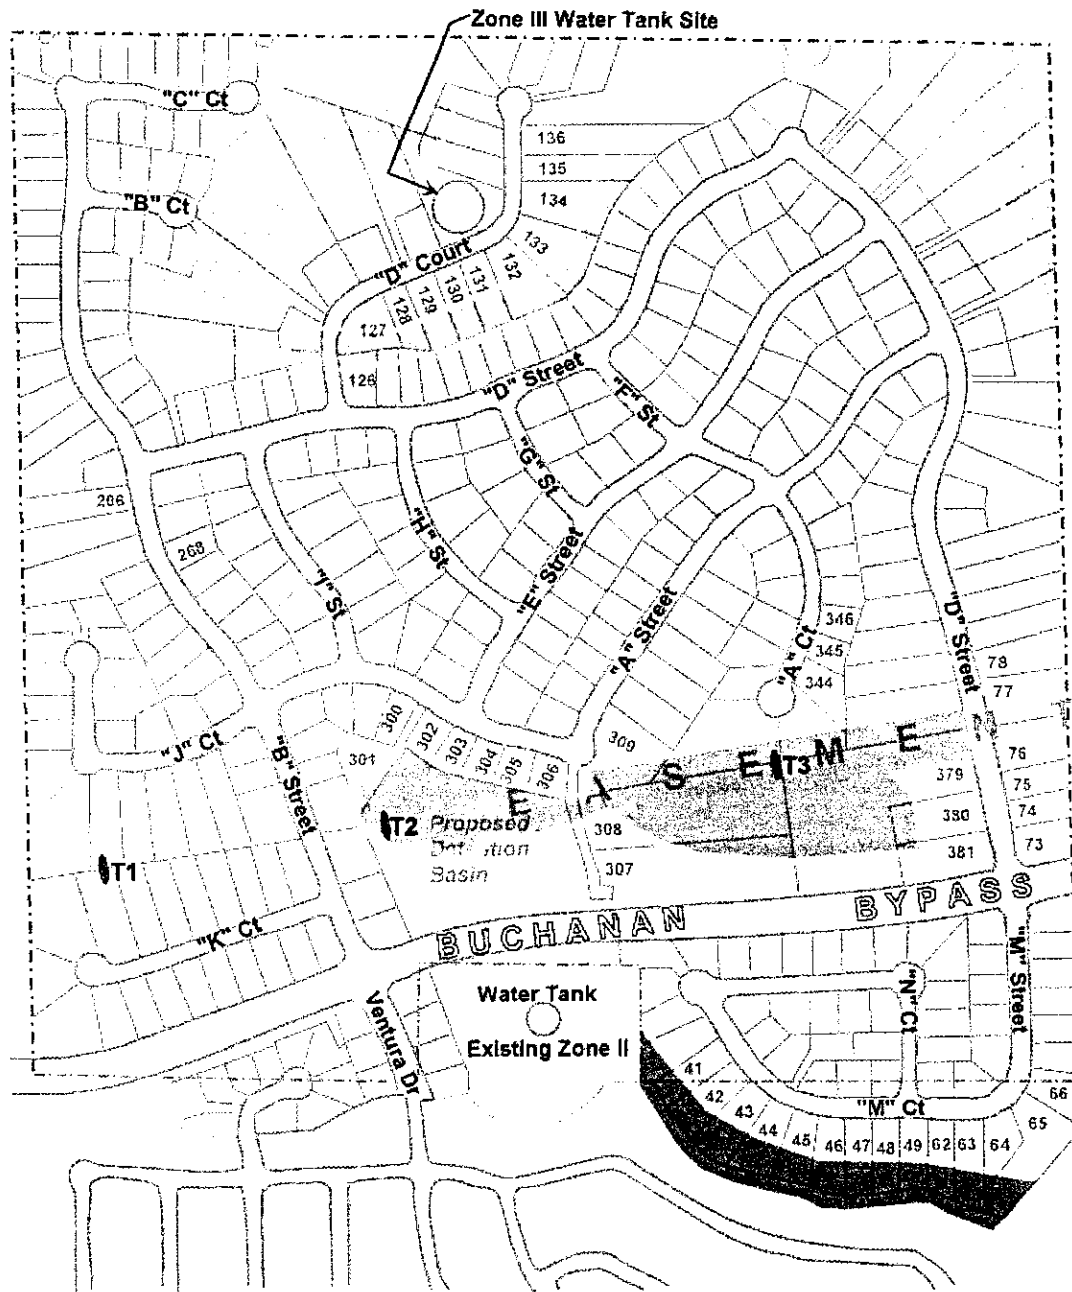 Zone III Water Tank Site
"C" Ct
136
135
"B" Ct
134
133
"D" Court
132
131
130
129
128
127
126
"D" Street
"F" St
"G" St
206
268
"H" St
"I" St
"E" Street
"A" Street
"D" Street
346
345
"A" Ct
344
78
77
300
302
303
304
305
306
309
301
"J" Ct
"B" Street
E M E
S E
T3
76
379
75
380
74
381
73
T2
Proposed
Basin
308
307
T1
"K" Ct
BUCHANAN BYPASS
"M" Street
"N" Ct
Ventura Dr
Water Tank
Existing Zone II
41
42
43
44
45
46
47
48
49
62
63
64
65
66
"M" Ct